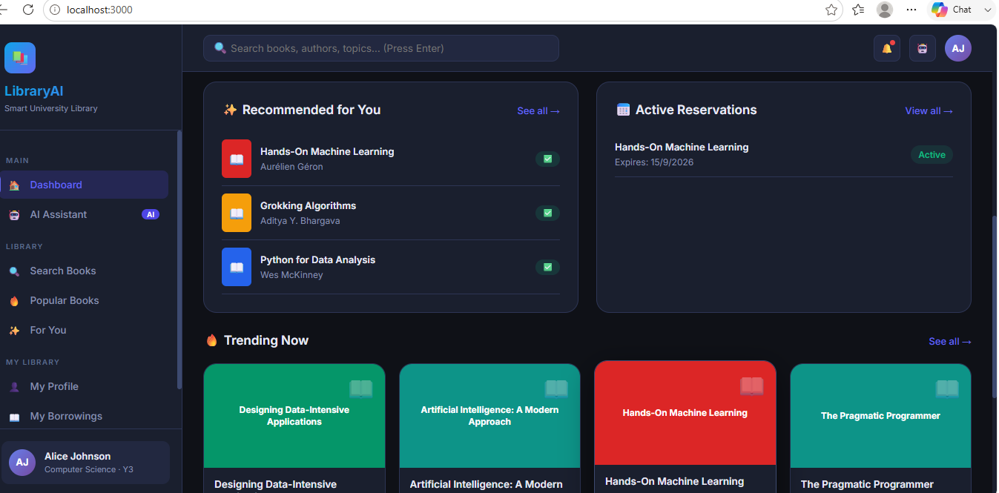 localhost:3000
Chat
LibraryAI
Smart University Library
MAIN
Dashboard
AI Assistant AI
LIBRARY
Search Books
Popular Books
For You
MY LIBRARY
My Profile
My Borrowings
AJ
Alice Johnson
Computer Science · Y3
Search books, authors, topics... (Press Enter)
AJ
Recommended for You
See all →
Hands-On Machine Learning
Aurélien Géron
Grokking Algorithms
Aditya Y. Bhargava
Python for Data Analysis
Wes McKinney
Active Reservations
View all →
Hands-On Machine Learning
Expires: 15/9/2026
Active
Trending Now
See all →
Designing Data-Intensive
Applications
Designing Data-Intensive
Artificial Intelligence: A Modern
Approach
Artificial Intelligence: A Modern
Hands-On Machine Learning
Hands-On Machine Learning
The Pragmatic Programmer
The Pragmatic Programmer